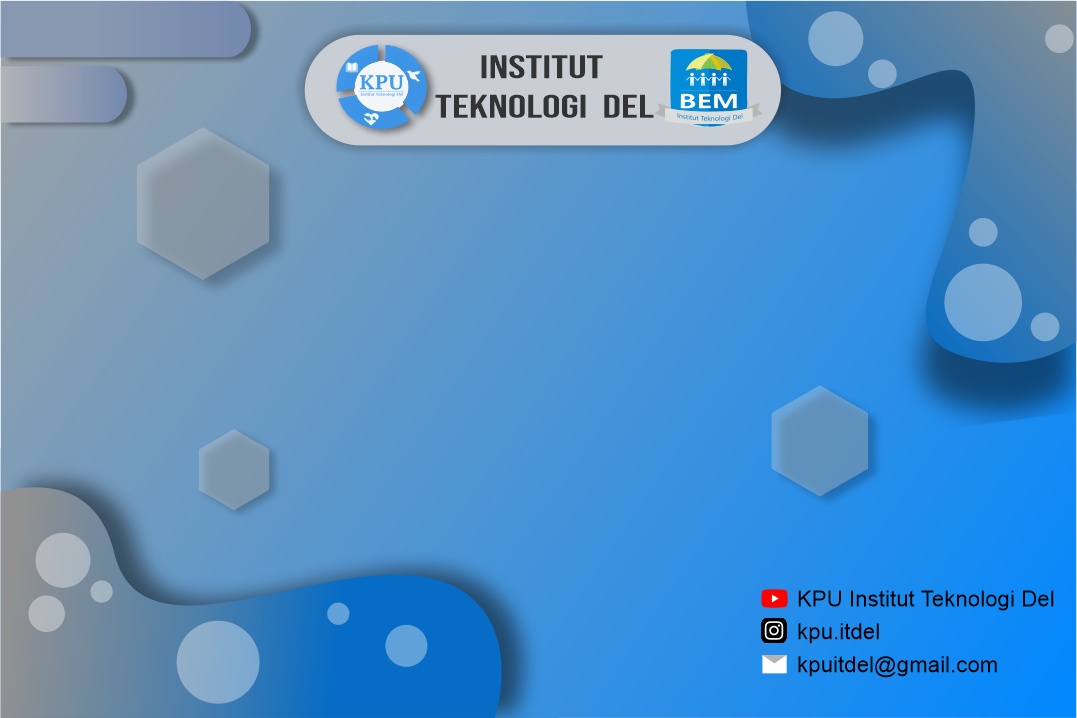 KPU
Institut Teknologi Del
INSTITUT
TEKNOLOGI DEL
BEM
Institut Teknologi Del
KPU Institut Teknologi Del
kpu.itdel
kpuitdel@gmail.com